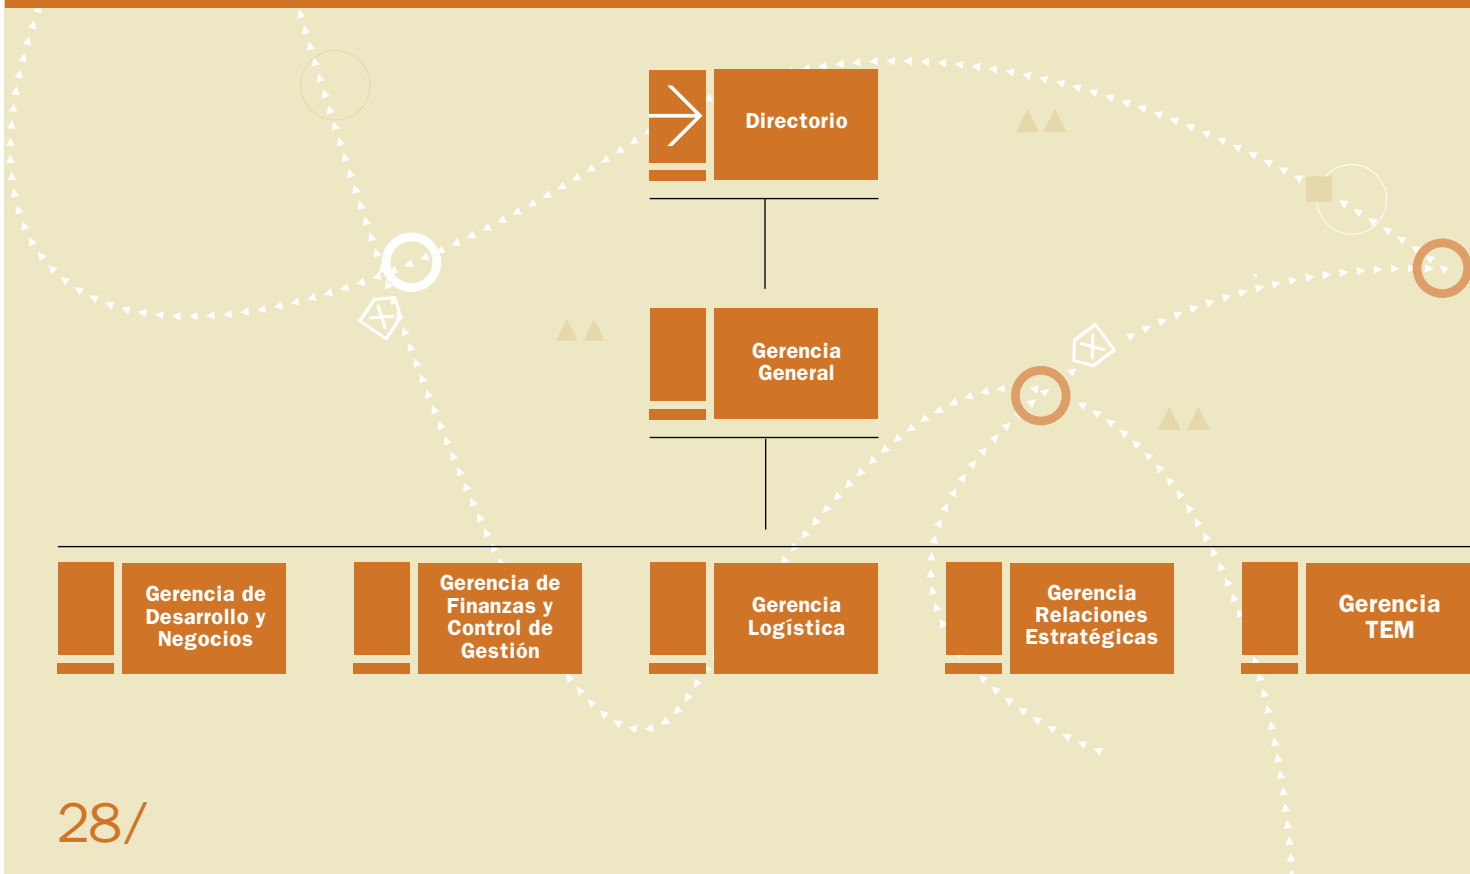 Directorio
Gerencia
General
Gerencia de
Desarrollo y
Negocios
Gerencia de
Finanzas y
Control de
Gestión
Gerencia
Logística
Gerencia
Relaciones
Estratégicas
Gerencia
TEM
28/